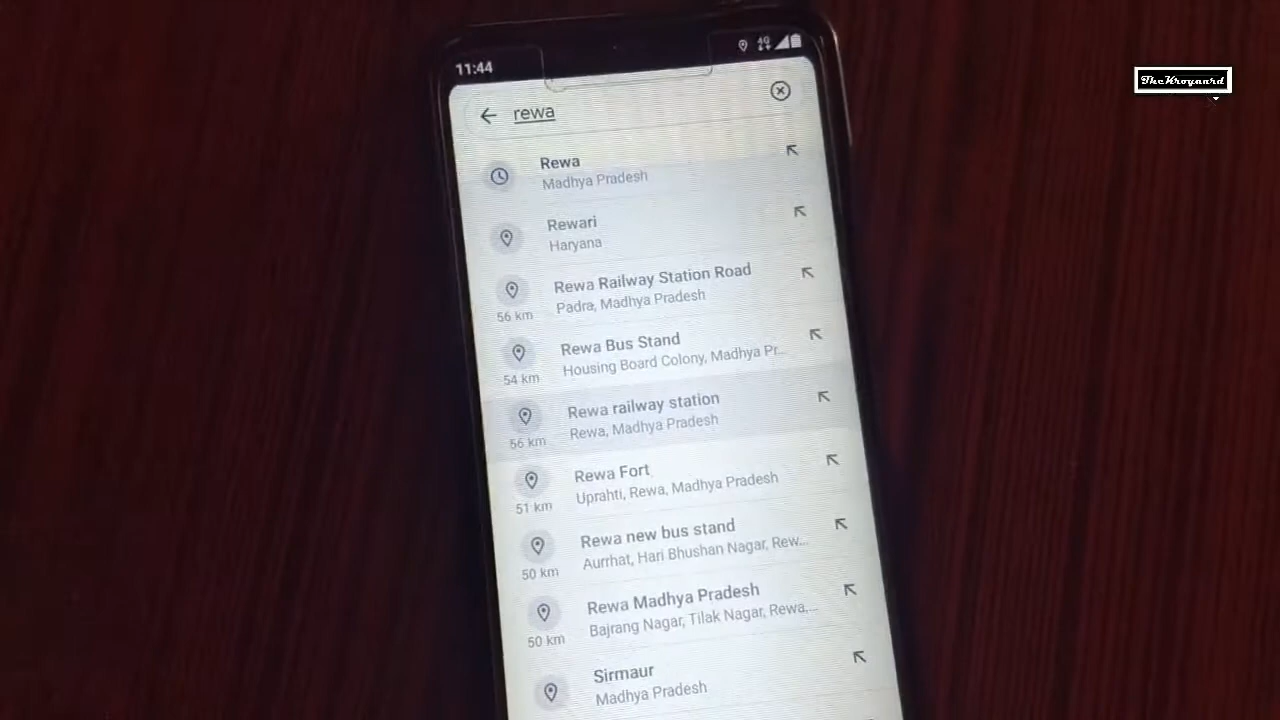 11:44
4G
TheKroynard
rewa
Rewa
Madhya Pradesh
Rewari
Haryana
Rewa Railway Station Road
Padra, Madhya Pradesh
56 km
Rewa Bus Stand
Housing Board Colony, Madhya Pr...
54 km
Rewa railway station
Rewa, Madhya Pradesh
56 km
Rewa Fort
Uprahti, Rewa, Madhya Pradesh
51 km
Rewa new bus stand
Aurrhat, Hari Bhushan Nagar, Rew...
50 km
Rewa Madhya Pradesh
Bajrang Nagar, Tilak Nagar, Rewa,...
50 km
Sirmaur
Madhya Pradesh